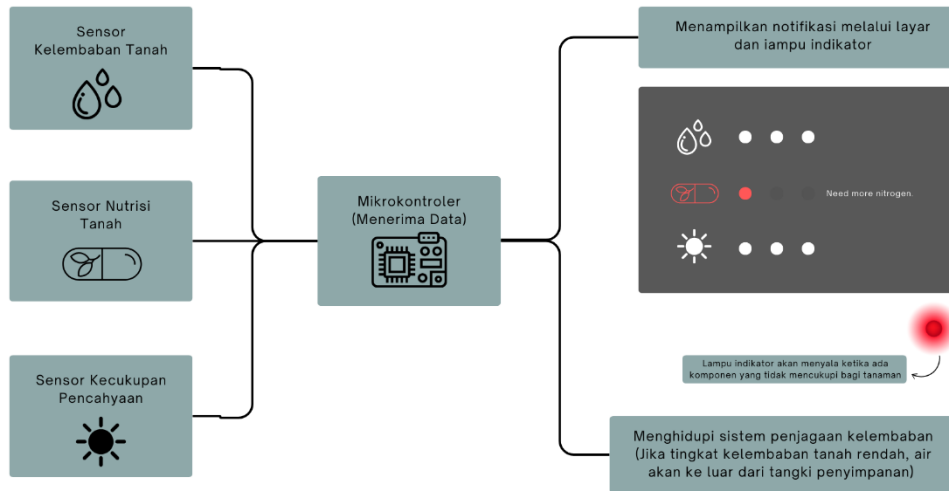 Sensor
Kelembaban Tanah
Sensor Nutrisi
Tanah
Sensor Kecukupan
Pencahyaan
Mikrokontroler
(Menerima Data)
Menampilkan notifikasi melalui layar
dan iampu indikator
Need more nitrogen.
Lampu indikator akan menyala ketika ada
komponen yang tidak mencukupi bagi tanaman
Menghidupi sistem penjagaan kelembaban
(Jika tingkat kelembaban tanah rendah, air
akan ke luar dari tangki penyimpanan)